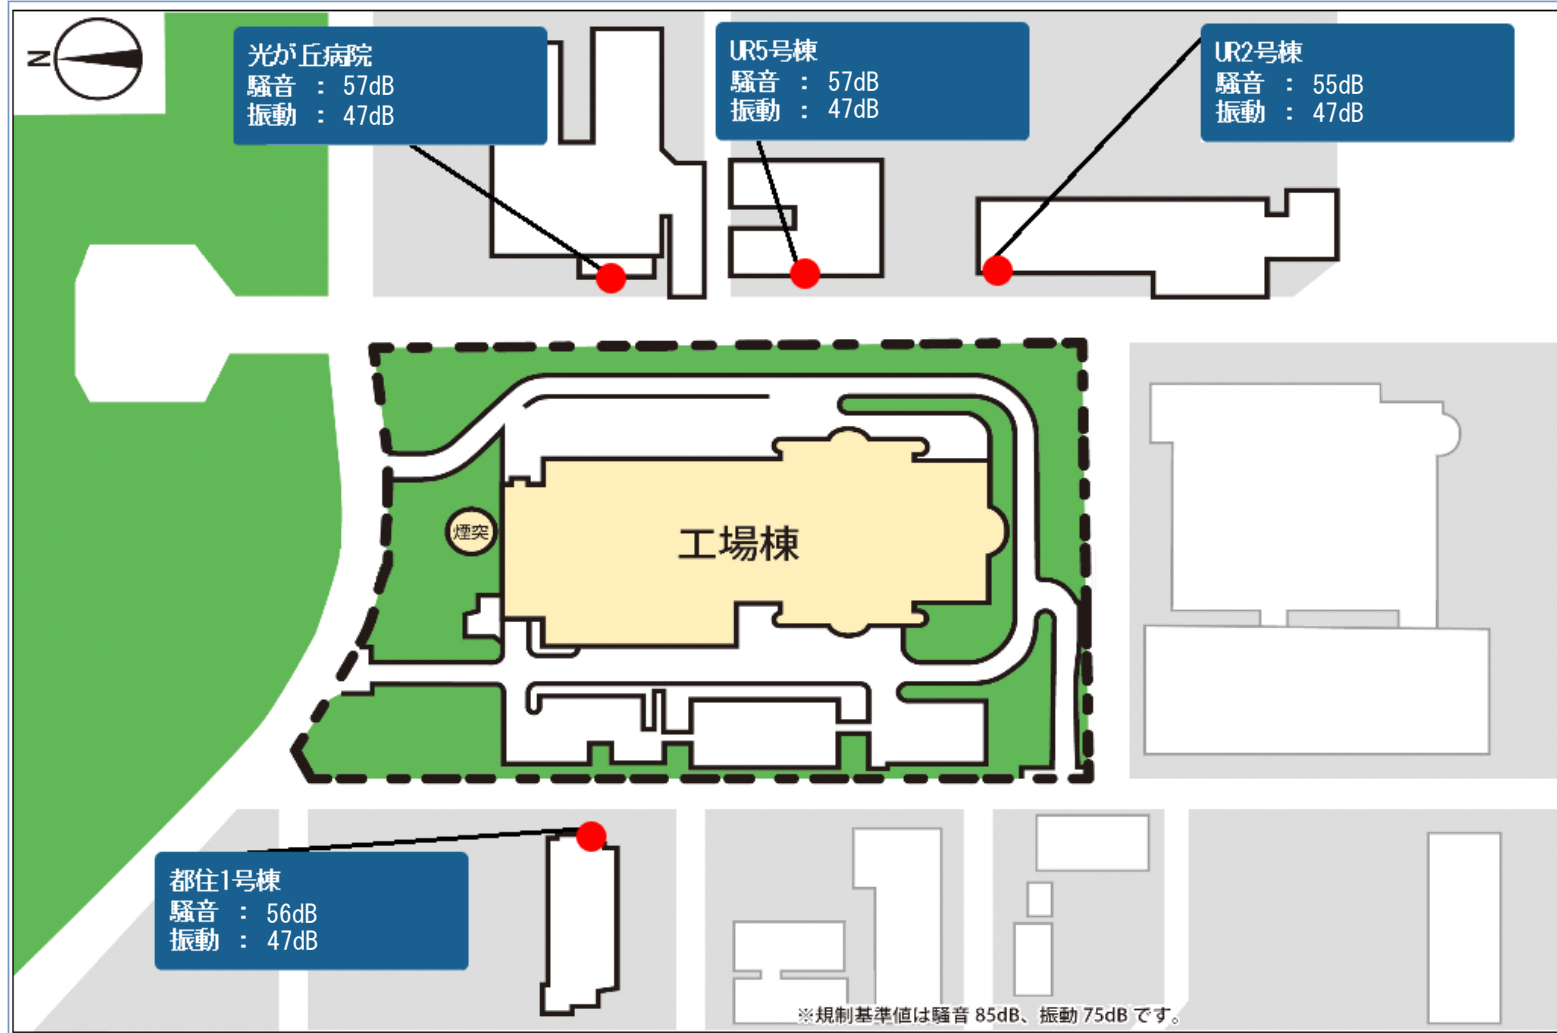 N
光が丘病院
騒音 : 57dB
振動 : 47dB
UR5号棟
騒音 : 57dB
振動 : 47dB
UR2号棟
騒音 : 55dB
振動 : 47dB
煙突
工場棟
都住1号棟
騒音 : 56dB
振動 : 47dB
※規制基準値は騒音 85dB、振動 75dB です。